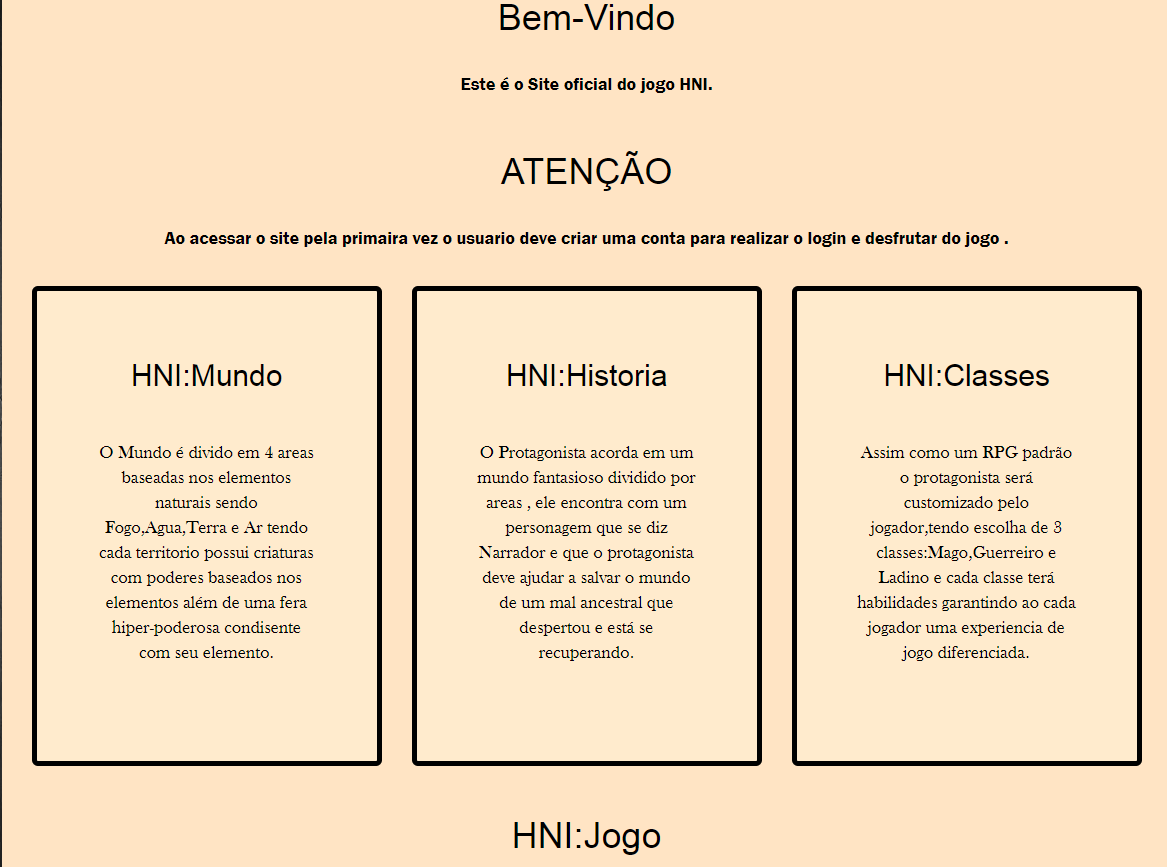 Bem-Vindo
Este é o Site oficial do jogo HNI.
ATENÇÃO
Ao acessar o site pela primaira vez o usuario deve criar uma conta para realizar o login e desfrutar do jogo .
HNI:Mundo
O Mundo é divido em 4 areas
baseadas nos elementos
naturais sendo
Fogo,Agua,Terra e Ar tendo
cada territorio possui criaturas
com poderes baseados nos
elementos além de uma fera
hiper-poderosa condisente
com seu elemento.
HNI:Historia
O Protagonista acorda em um
mundo fantasioso dividido por
areas , ele encontra com um
personagem que se diz
Narrador e que o protagonista
deve ajudar a salvar o mundo
de um mal ancestral que
despertou e está se
recuperando.
HNI:Classes
Assim como um RPG padrão
o protagonista será
customizado pelo
jogador,tendo escolha de 3
classes:Mago,Guerreiro e
Ladino e cada classe terá
habilidades garantindo ao cada
jogador uma experiencia de
jogo diferenciada.
HNI:Jogo